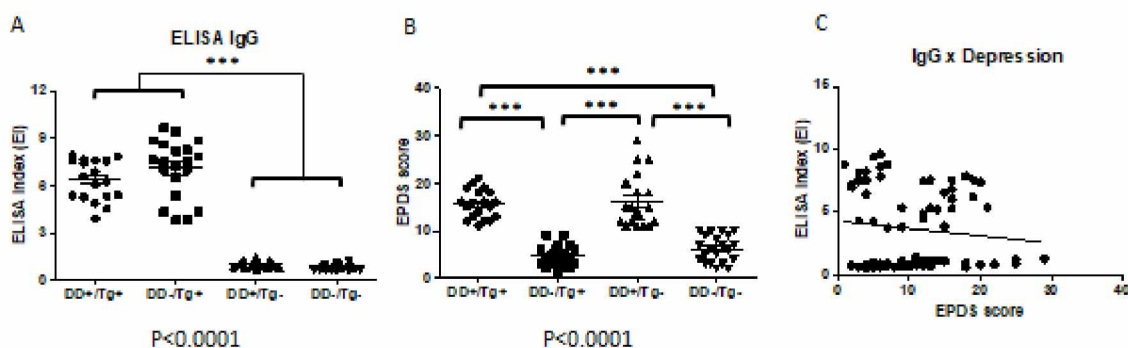 A
ELISA IgG
***
ELISA Index (EI)
12
9
6
3
0
DD+/Tg+
DD-/Tg+
DD+/Tg-
DD-/Tg-
P<0.0001
B
***
*** *** ***
EPDS score
40
30
20
10
0
DD+/Tg+
DD-/Tg+
DD+/Tg-
DD-/Tg-
P<0.0001
C
IgG x Depression
ELISA Index (EI)
15
10
5
0
0 10 20 30 40
EPDS score